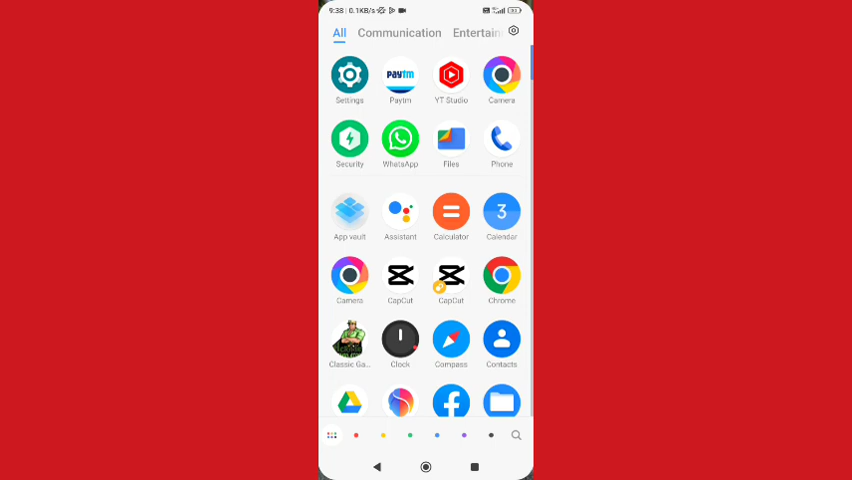 9:38 | 0.1KB/s
All Communication Entertain
Settings Paytm YT Studio Camera
Security WhatsApp Files Phone
App vault Assistant Calculator Calendar
Camera CapCut CapCut Chrome
Classic Ga... Clock Compass Contacts